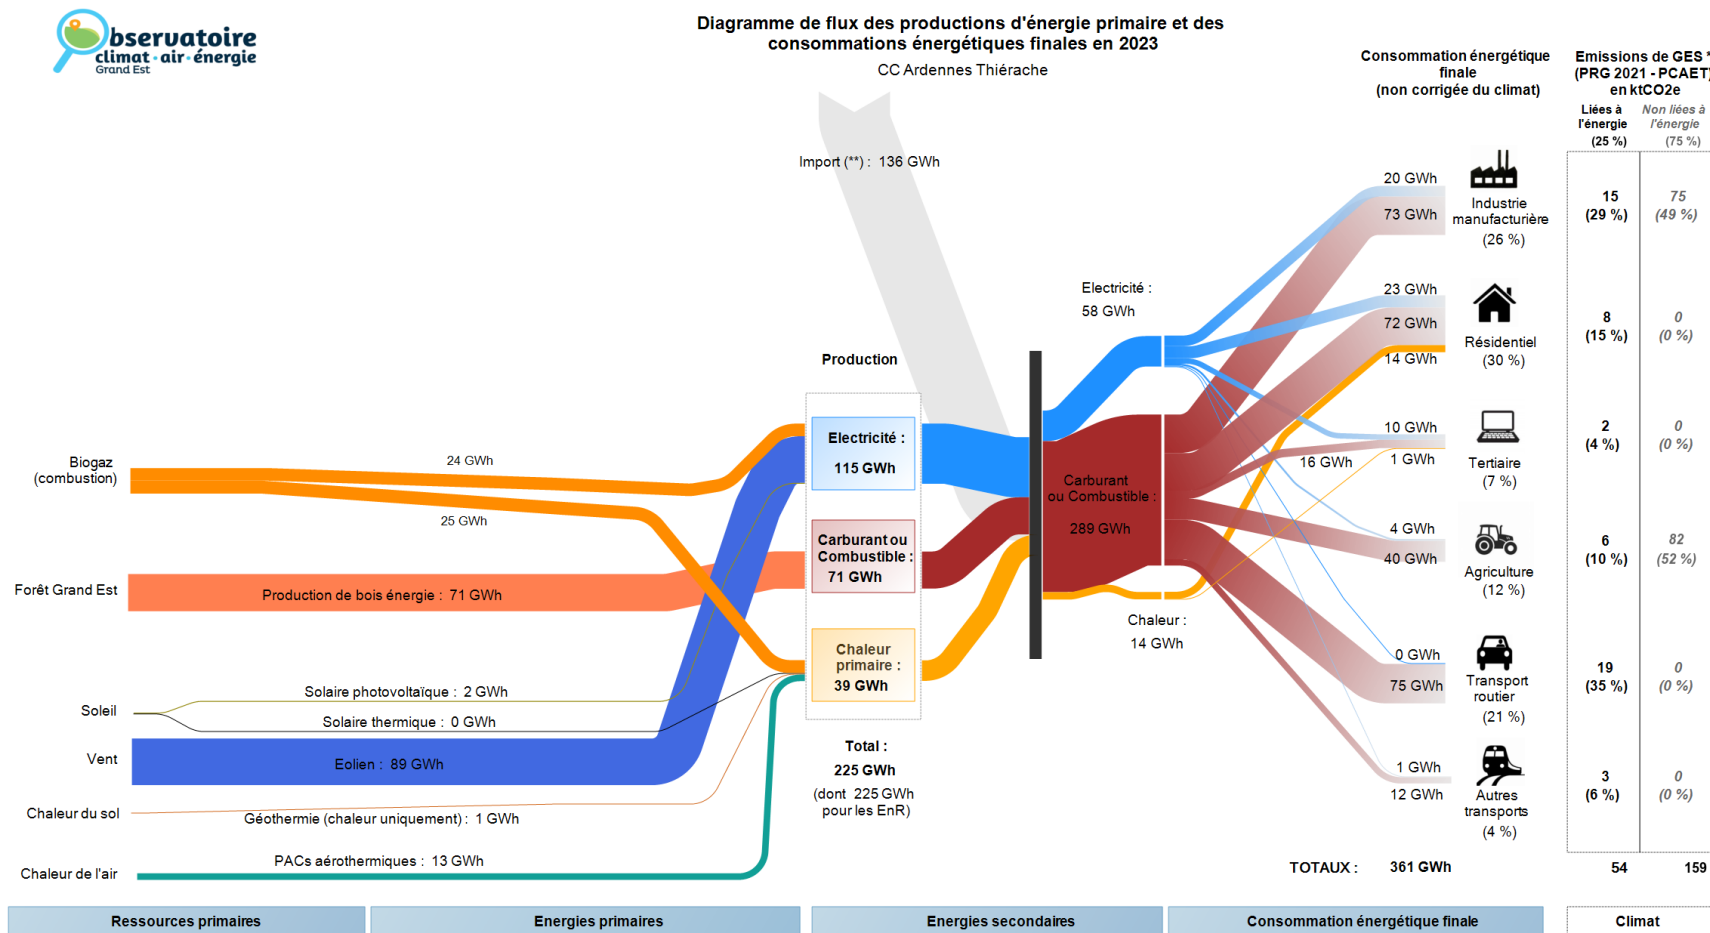 Observatoire
climat · air · énergie
Grand Est
Diagramme de flux des productions d'énergie primaire et des
consommations énergétiques finales en 2023
CC Ardennes Thiérache
Consommation énergétique
finale
(non corrigée du climat)
Emissions de GES *
(PRG 2021 - PCAET)
en ktCO2e
Liées à
l'énergie
(25 %)
Non liées à
l'énergie
(75 %)
Import (**) : 136 GWh
Production
Electricité :
115 GWh
Carburant ou
Combustible :
71 GWh
Chaleur
primaire :
39 GWh
Total :
225 GWh
(dont 225 GWh
pour les EnR)
Biogaz
(combustion)
24 GWh
25 GWh
Forêt Grand Est
Production de bois énergie : 71 GWh
Soleil
Solaire photovoltaïque : 2 GWh
Solaire thermique : 0 GWh
Vent
Eolien : 89 GWh
Chaleur du sol
Géothermie (chaleur uniquement) : 1 GWh
Chaleur de l'air
PACs aérothermiques : 13 GWh
Electricité :
58 GWh
Carburant
ou Combustible :
289 GWh
Chaleur :
14 GWh
20 GWh
73 GWh
Industrie
manufacturière
(26 %)
15
(29 %)
75
(49 %)
23 GWh
72 GWh
14 GWh
Résidentiel
(30 %)
8
(15 %)
0
(0 %)
10 GWh
16 GWh
1 GWh
Tertiaire
(7 %)
2
(4 %)
0
(0 %)
4 GWh
40 GWh
Agriculture
(12 %)
6
(10 %)
82
(52 %)
0 GWh
75 GWh
Transport
routier
(21 %)
19
(35 %)
0
(0 %)
1 GWh
12 GWh
Autres
transports
(4 %)
3
(6 %)
0
(0 %)
TOTAUX : 361 GWh
54
159
Ressources primaires
Energies primaires
Energies secondaires
Consommation énergétique finale
Climat